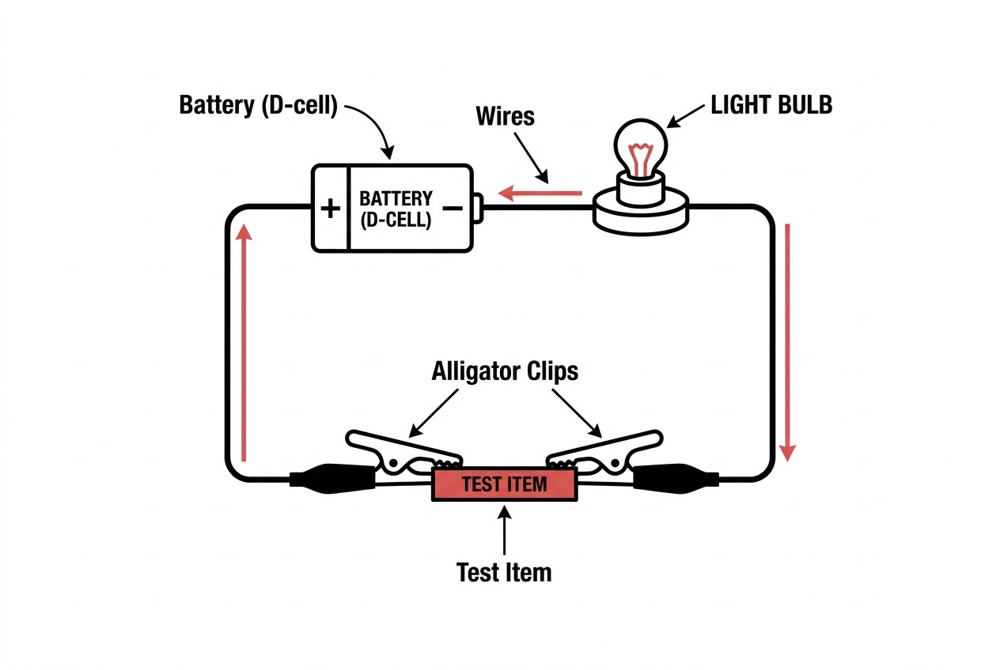 Battery (D-cell)
Wires
LIGHT BULB
+
BATTERY
(D-CELL)
−
Alligator Clips
TEST ITEM
Test Item